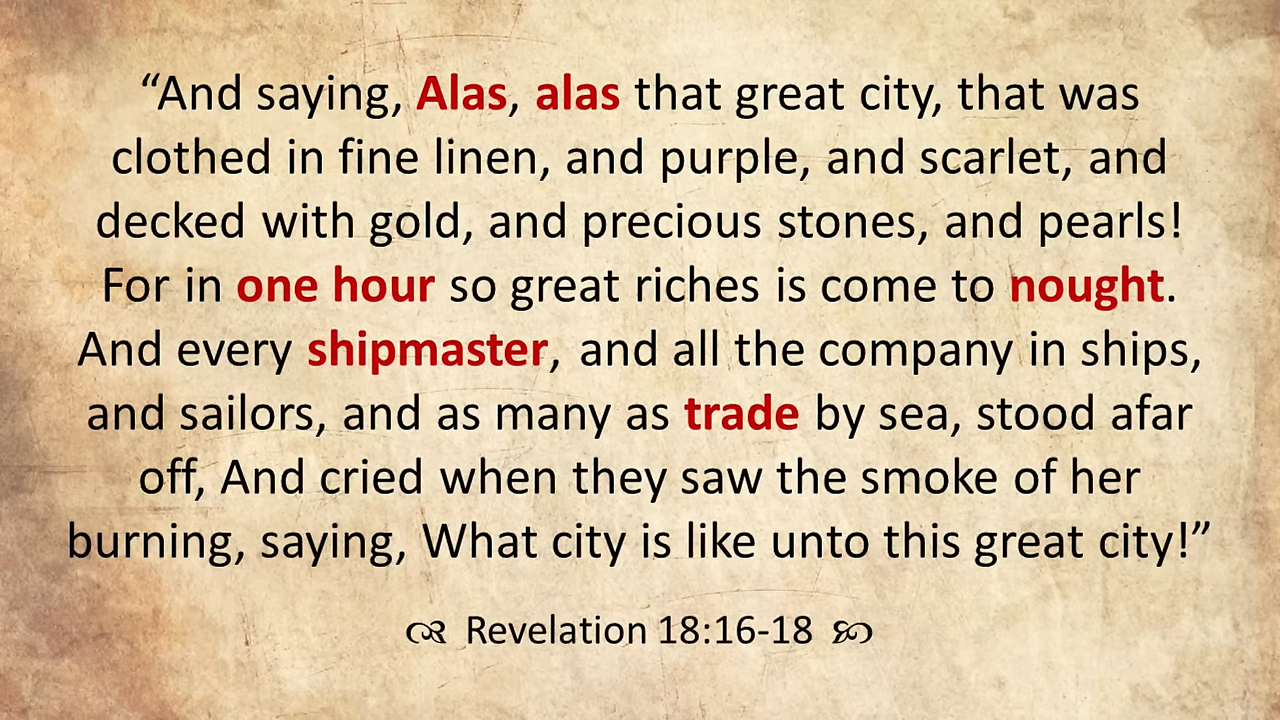 “And saying, Alas, alas that great city, that was
clothed in fine linen, and purple, and scarlet, and
decked with gold, and precious stones, and pearls!
For in one hour so great riches is come to nought.
And every shipmaster, and all the company in ships,
and sailors, and as many as trade by sea, stood afar
off, And cried when they saw the smoke of her
burning, saying, What city is like unto this great city!”
Revelation 18:16-18